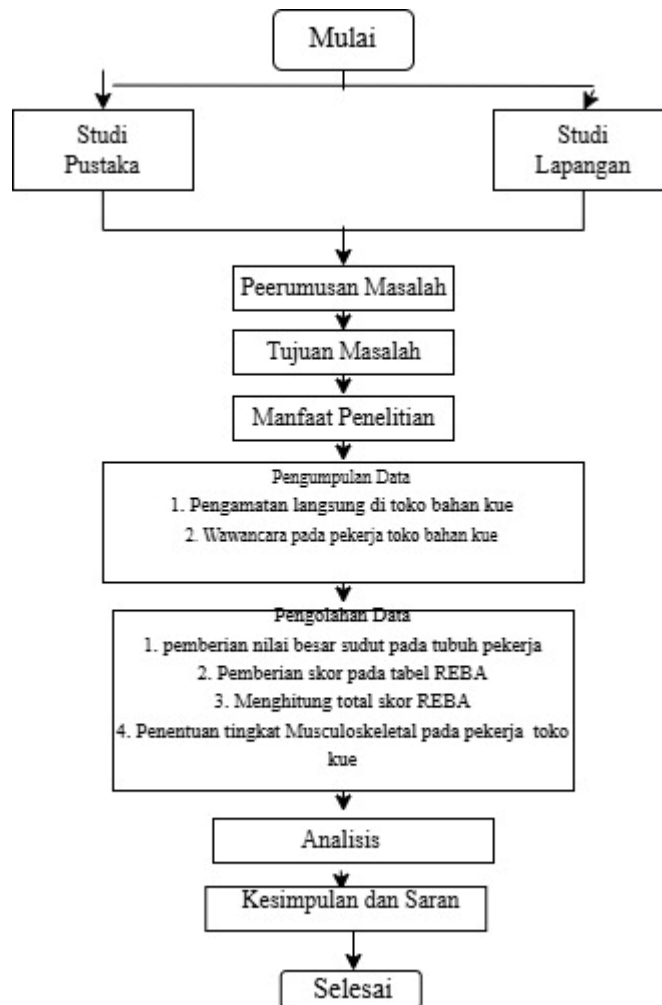 Mulai
Studi
Pustaka
Studi
Lapangan
Peerumusan Masalah
Tujuan Masalah
Manfaat Penelitian
Pengumpulan Data
1. Pengamatan langsung di toko bahan kue
2. Wawancara pada pekerja toko bahan kue
Pengolahan Data
1. pemberian nilai besar sudut pada tubuh pekerja
2. Pemberian skor pada tabel REBA
3. Menghitung total skor REBA
4. Penentuan tingkat Musculoskeletal pada pekerja toko
kue
Analisis
Kesimpulan dan Saran
Selesai